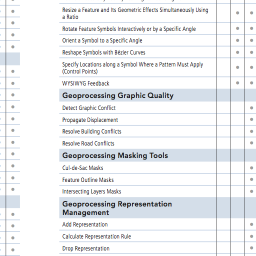 Resize a Feature and Its Geometric Effects Simultaneously Using
a Ratio
Rotate Feature Symbols Interactively or by a Specific Angle
Orient a Symbol to a Specific Angle
Reshape Symbols with Bézier Curves
Specify Locations along a Symbol Where a Pattern Must Apply
(Control Points)
WYSIWYG Feedback
Geoprocessing Graphic Quality
Detect Graphic Conflict
Propagate Displacement
Resolve Building Conflicts
Resolve Road Conflicts
Geoprocessing Masking Tools
Cul-de-Sac Masks
Feature Outline Masks
Intersecting Layers Masks
Geoprocessing Representation
Management
Add Representation
Calculate Representation Rule
Drop Representation